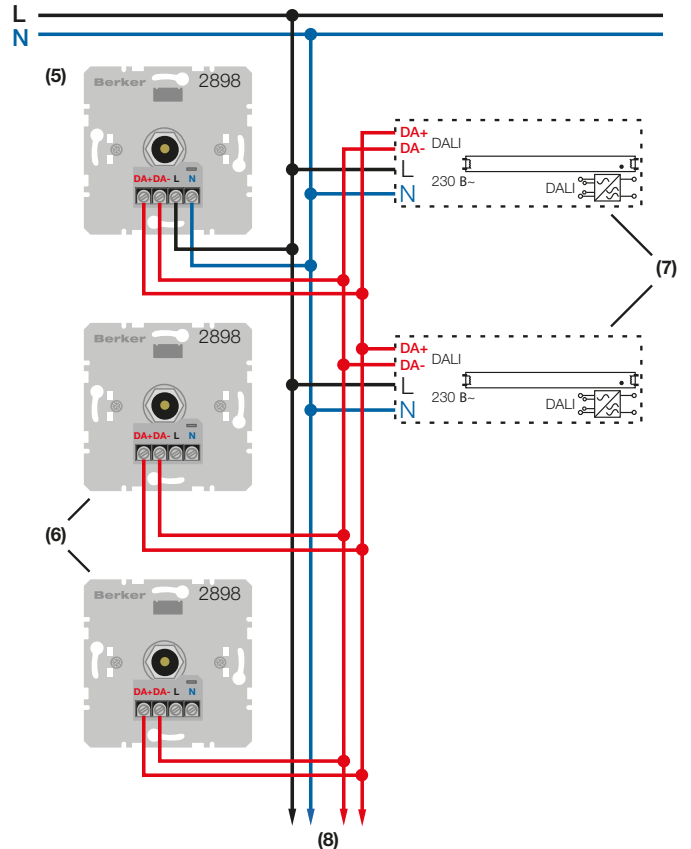 L
N
(5)
Berker 2898
DA+ DA- L N
DA+
DA- DALI
L
230 В~
N
DALI
(7)
Berker 2898
DA+ DA- L N
DA+
DA- DALI
L
230 В~
N
DALI
(6)
Berker 2898
DA+ DA- L N
(8)